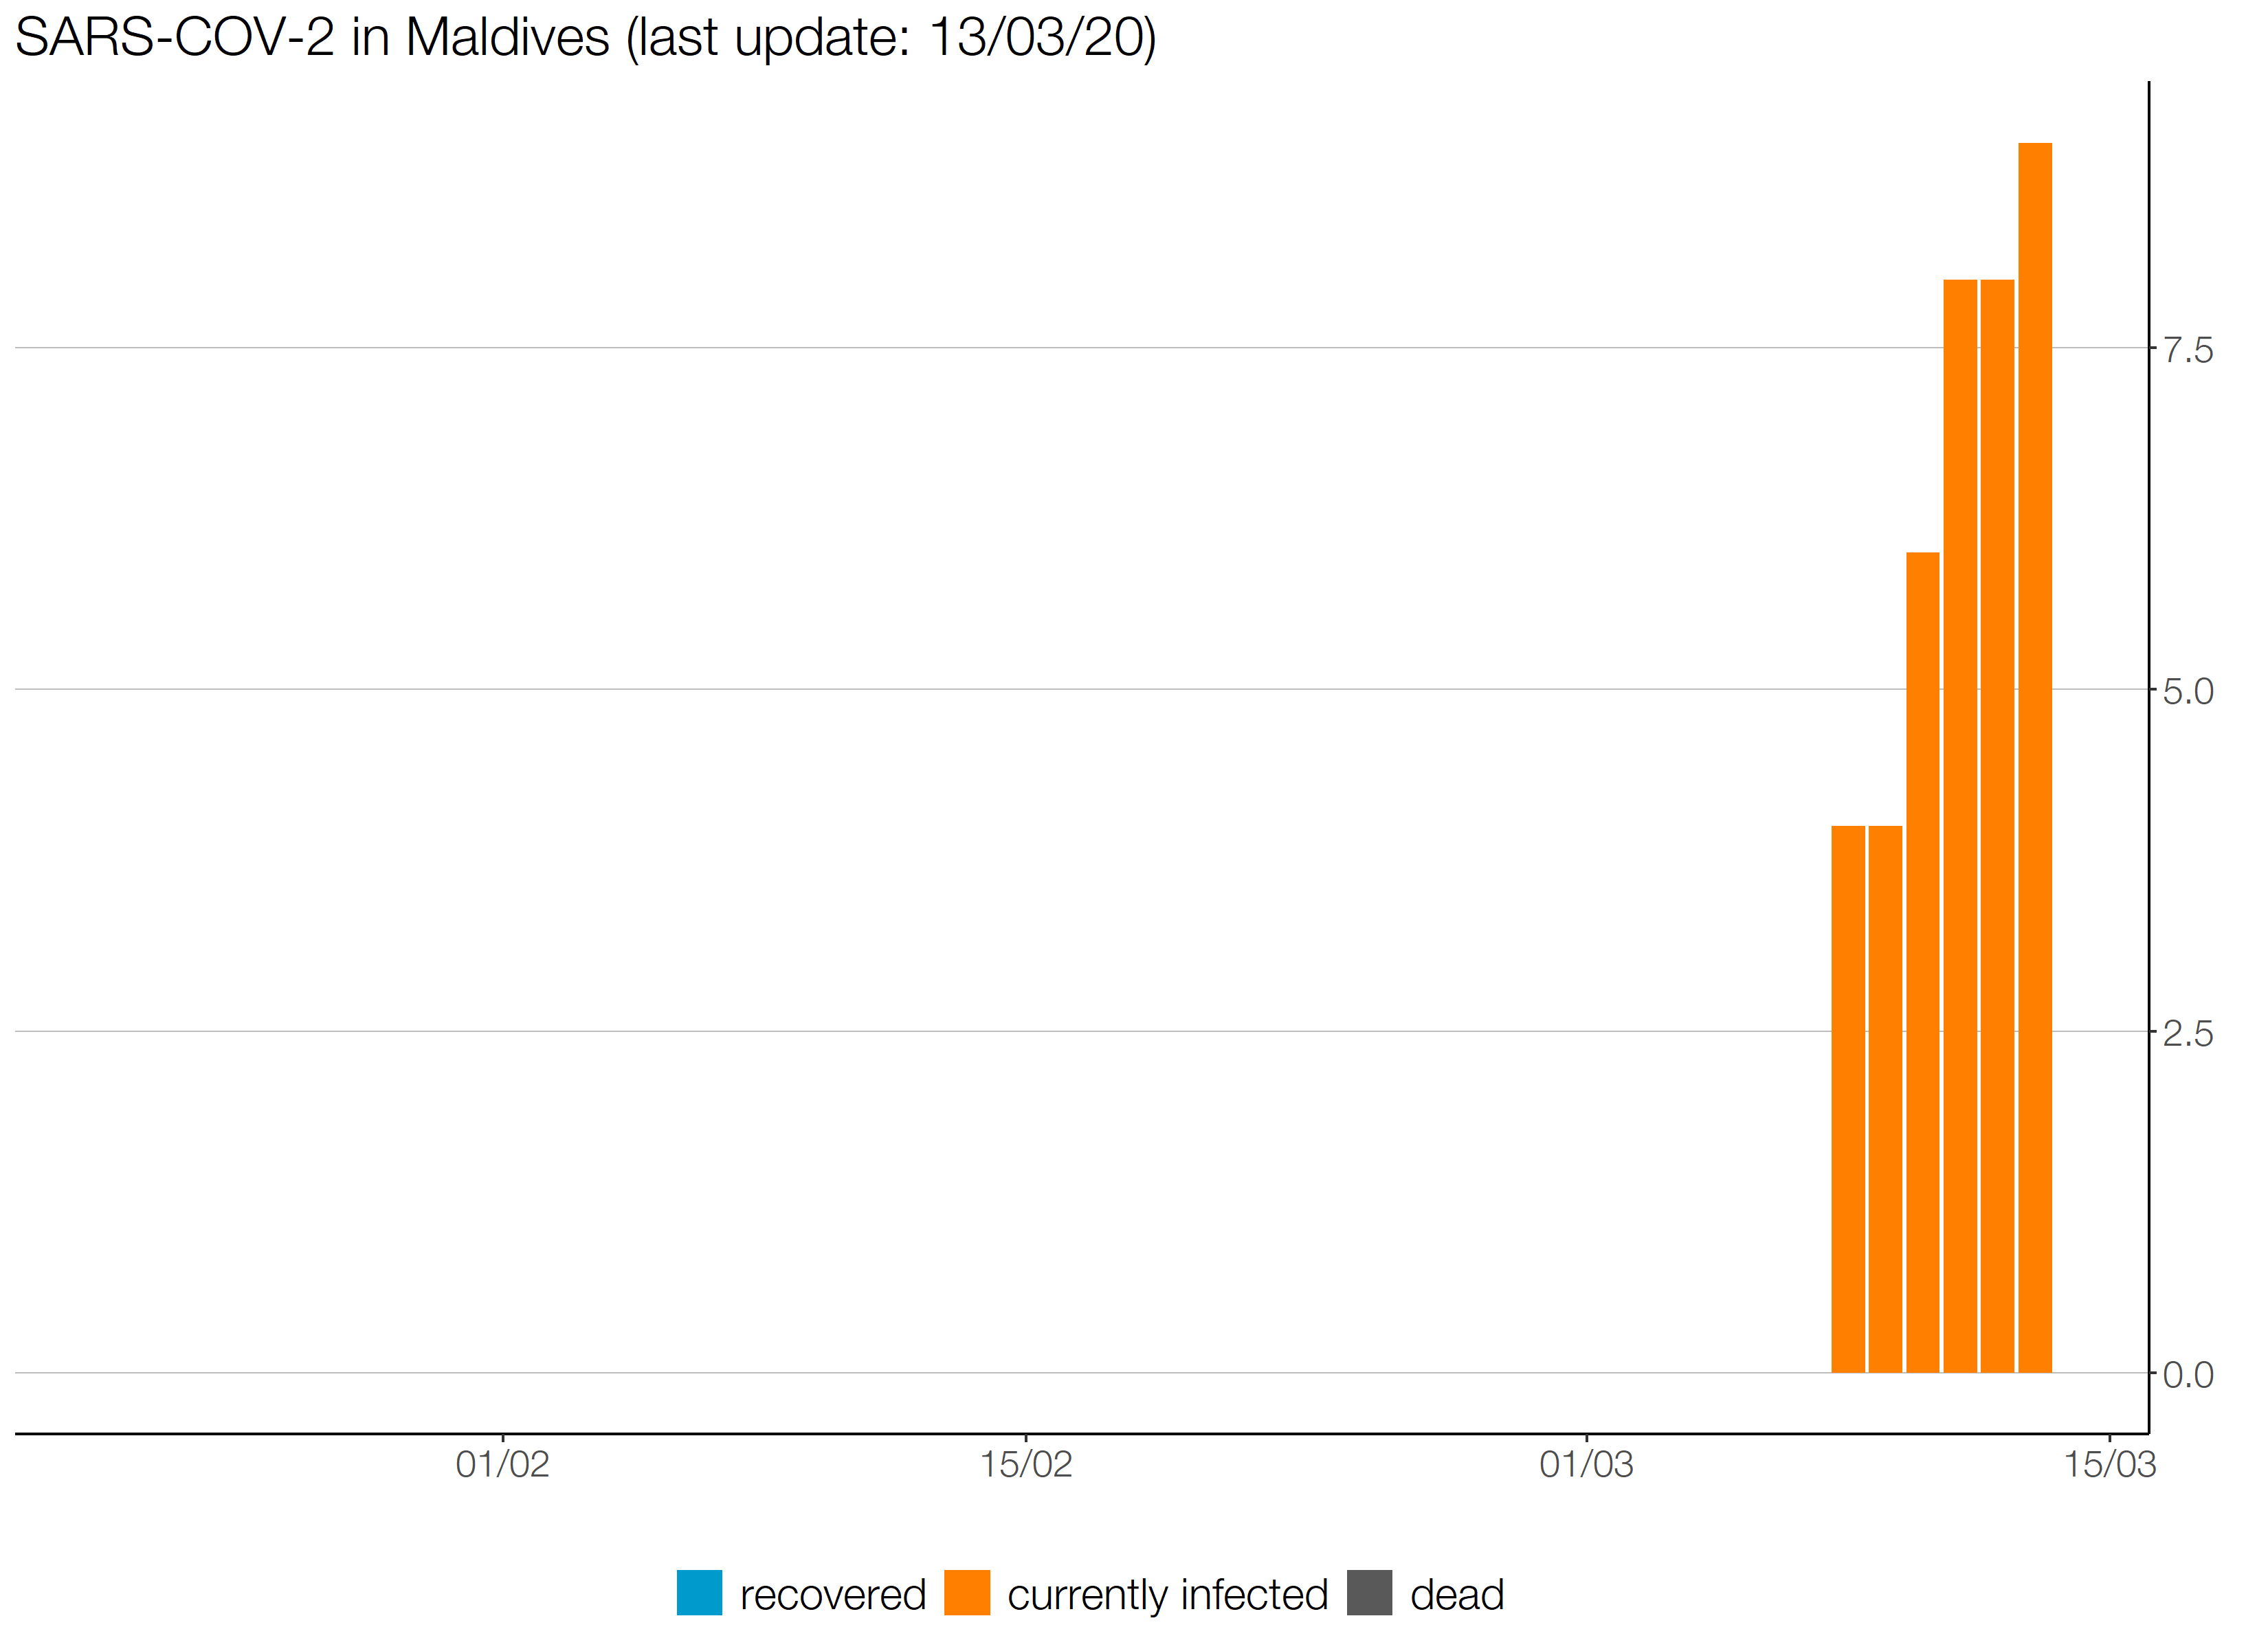 SARS-COV-2 in Maldives (last update: 13/03/20)
7.5
5.0
2.5
0.0
01/02 15/02 01/03 15/03
recovered currently infected dead